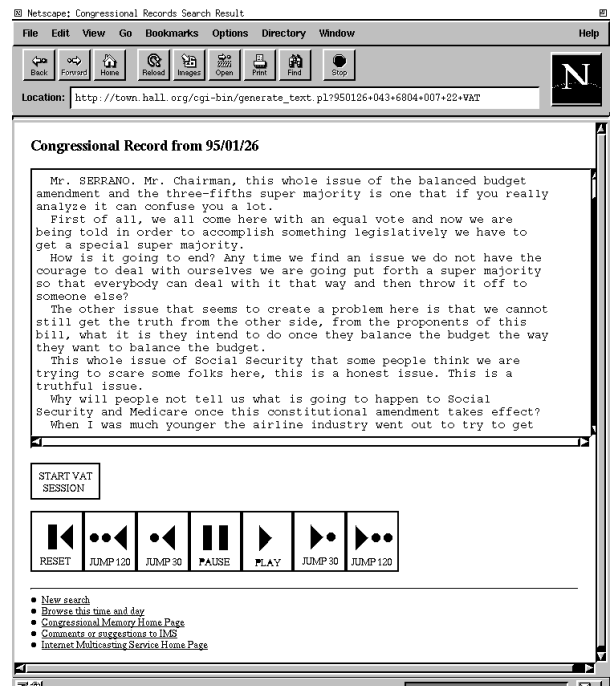 Netscape: Congressional Records Search Result
File Edit View Go Bookmarks Options Directory Window Help
Back Forward Home Reload Images Open Print Find Stop
N
Location: http://town.hall.org/cgi-bin/generate_text.pl?950126+043+6804+007+22+VAT
Congressional Record from 95/01/26
Mr. SERRANO. Mr. Chairman, this whole issue of the balanced budget
amendment and the three-fifths super majority is one that if you really
analyze it can confuse you a lot.
First of all, we all come here with an equal vote and now we are
being told in order to accomplish something legislatively we have to
get a special super majority.
How is it going to end? Any time we find an issue we do not have the
courage to deal with ourselves we are going put forth a super majority
so that everybody can deal with it that way and then throw it off to
someone else?
The other issue that seems to create a problem here is that we cannot
still get the truth from the other side, from the proponents of this
bill, what it is they intend to do once they balance the budget the way
they want to balance the budget.
This whole issue of Social Security that some people think we are
trying to scare some folks here, this is a honest issue. This is a
truthful issue.
Why will people not tell us what is going to happen to Social
Security and Medicare once this constitutional amendment takes effect?
When I was much younger the airline industry went out to try to get
START VAT
SESSION
RESET JUMP 120 JUMP 30 PAUSE PLAY JUMP 30 JUMP 120
New search
Browse this time and day
Congressional Memory Home Page
Comments or suggestions to IMS
Internet Multicasting Service Home Page